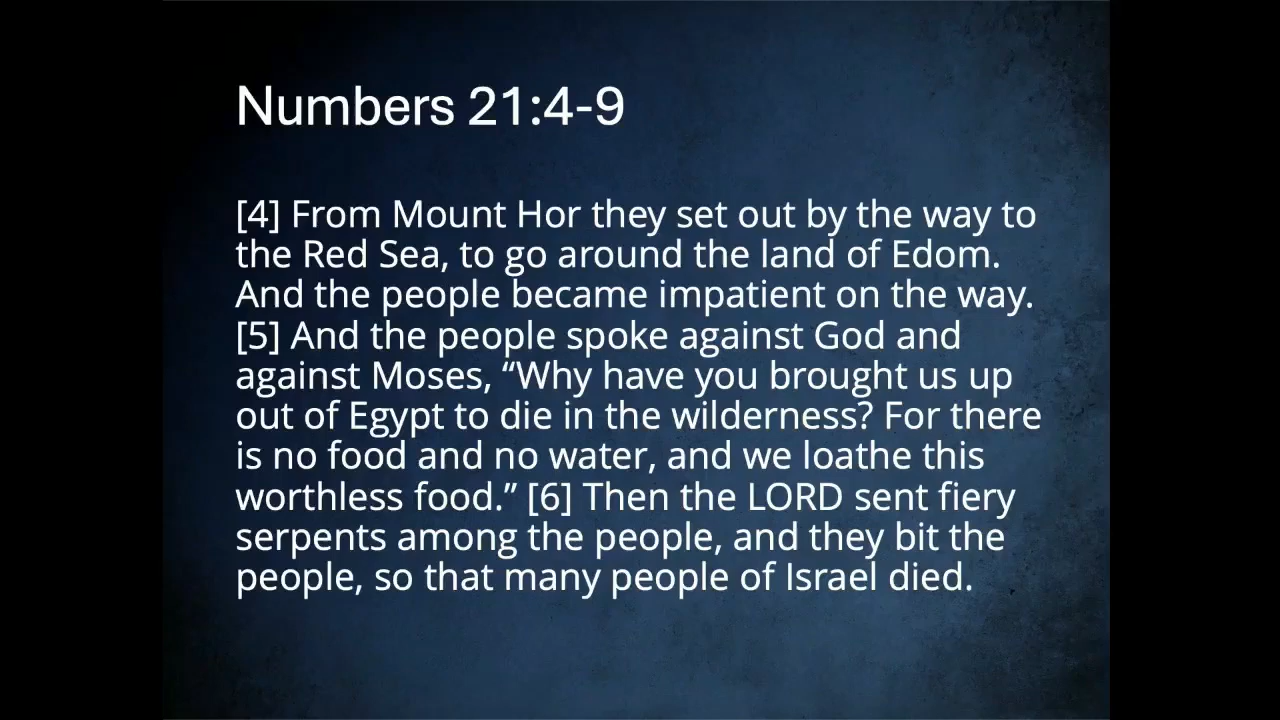 Numbers 21:4-9
[4] From Mount Hor they set out by the way to
the Red Sea, to go around the land of Edom.
And the people became impatient on the way.
[5] And the people spoke against God and
against Moses, “Why have you brought us up
out of Egypt to die in the wilderness? For there
is no food and no water, and we loathe this
worthless food.” [6] Then the LORD sent fiery
serpents among the people, and they bit the
people, so that many people of Israel died.